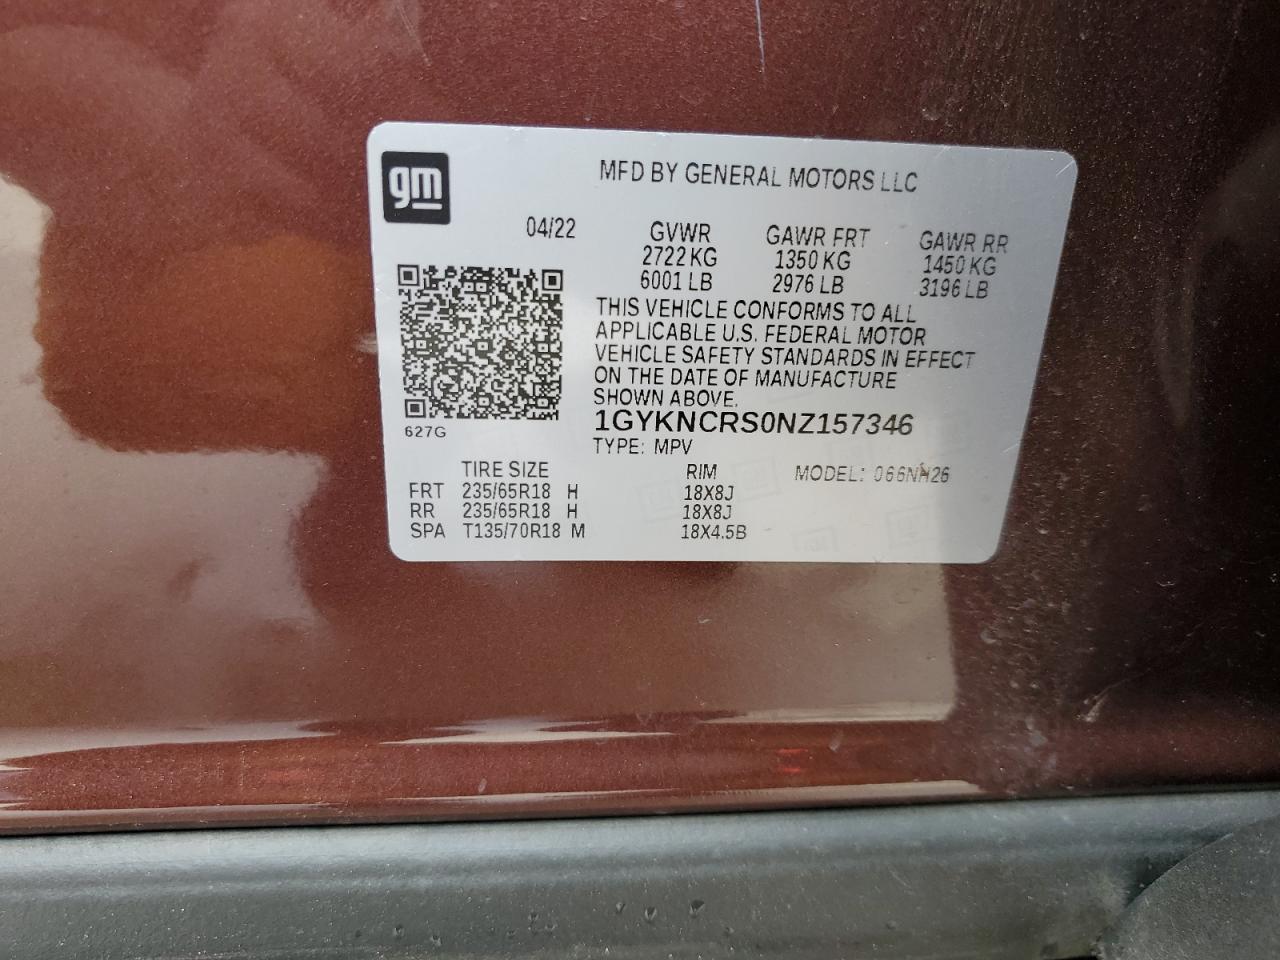 gm
MFD BY GENERAL MOTORS LLC
04/22 GVWR GAWR FRT GAWR RR
2722 KG 1350 KG 1450 KG
6001 LB 2976 LB 3196 LB
THIS VEHICLE CONFORMS TO ALL
APPLICABLE U.S. FEDERAL MOTOR
VEHICLE SAFETY STANDARDS IN EFFECT
ON THE DATE OF MANUFACTURE
SHOWN ABOVE.
1GYKNCRS0NZ157346
627G
TYPE: MPV
TIRE SIZE RIM MODEL: 066NH26
FRT 235/65R18 H 18X8J
RR 235/65R18 H 18X8J
SPA T135/70R18 M 18X4.5B